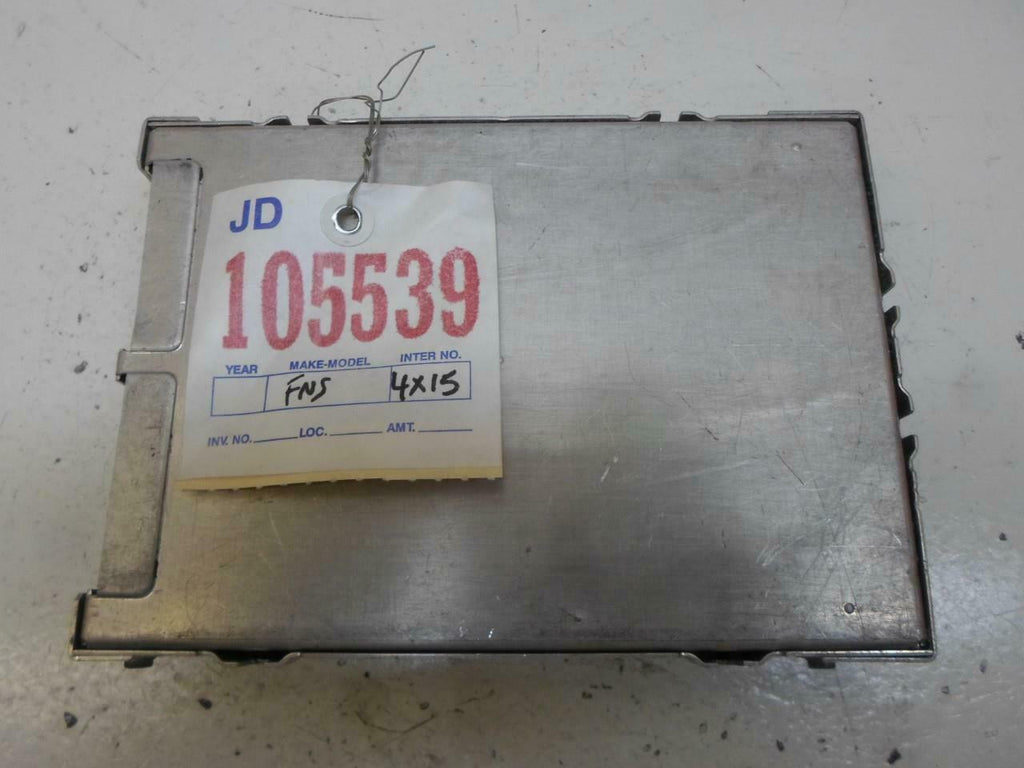 JD
105539
YEAR MAKE-MODEL INTER NO.
FNS 4X15
INV. NO. LOC. AMT.